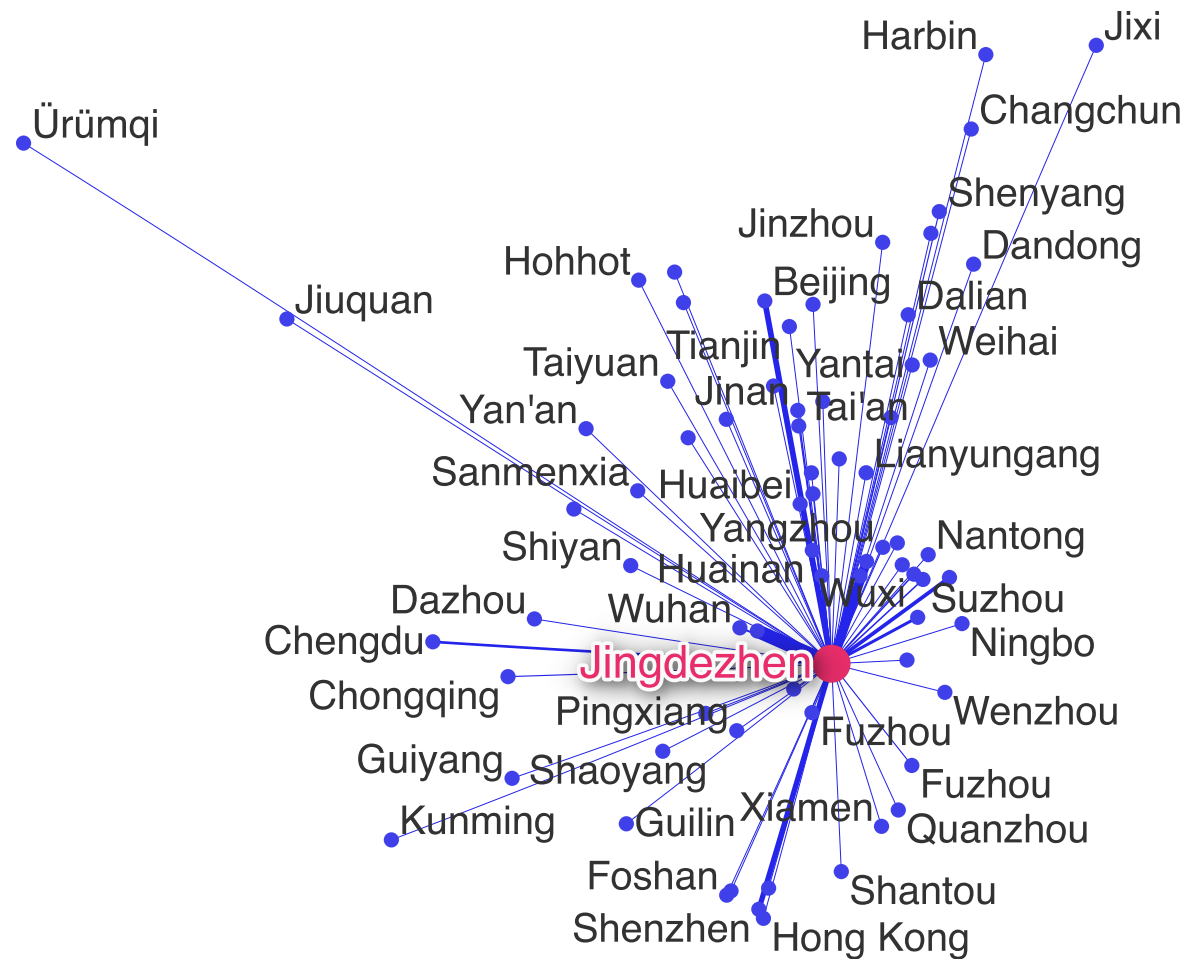 Jixi
Harbin
Changchun
Ürümqi
Shenyang
Jinzhou
Dandong
Hohhot
Beijing
Jiuquan
Dalian
Weihai
Tianjin
Taiyuan
Yantai
Jinan
Tai'an
Yan'an
Lianyungang
Sanmenxia
Huaibei
Yangzhou
Nantong
Shiyan
Huainan
Wuxi
Suzhou
Dazhou
Wuhan
Chengdu
Ningbo
Jingdezhen
Chongqing
Pingxiang
Wenzhou
Fuzhou
Guiyang
Shaoyang
Fuzhou
Xiamen
Kunming
Guilin
Quanzhou
Foshan
Shantou
Shenzhen
Hong Kong